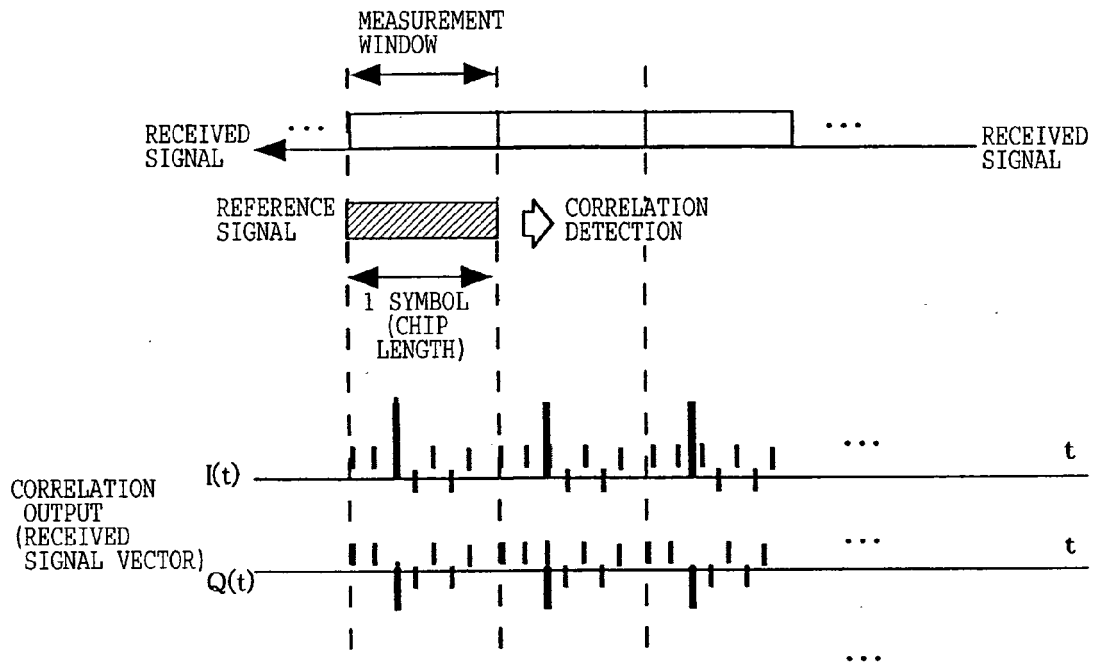 MEASUREMENT
WINDOW
RECEIVED
SIGNAL
...
...
RECEIVED
SIGNAL
REFERENCE
SIGNAL
CORRELATION
DETECTION
1 SYMBOL
(CHIP
LENGTH)
CORRELATION
OUTPUT
(RECEIVED
SIGNAL VECTOR)
I(t)
...
t
Q(t)
...
t
...